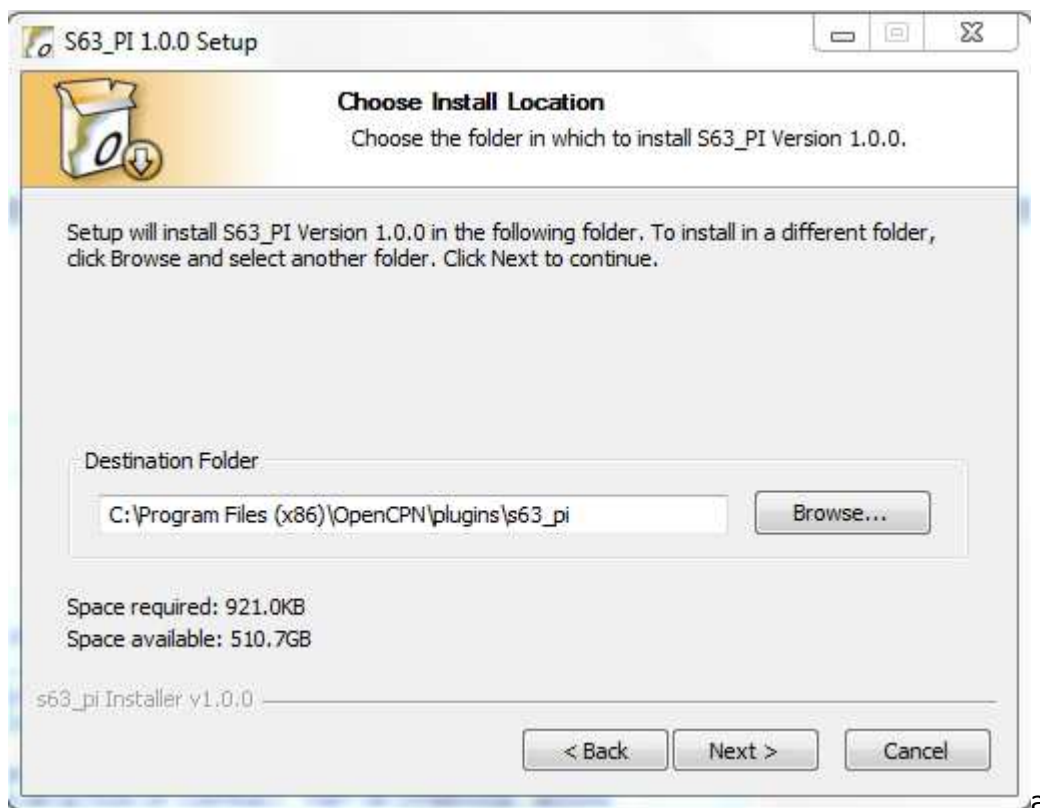 S63_PI 1.0.0 Setup
Choose Install Location
Choose the folder in which to install S63_PI Version 1.0.0.
Setup will install S63_PI Version 1.0.0 in the following folder. To install in a different folder,
click Browse and select another folder. Click Next to continue.
Destination Folder
C:\Program Files (x86)\OpenCPN\plugins\s63_pi
Browse...
Space required: 921.0KB
Space available: 510.7GB
s63_pi Installer v1.0.0
< Back
Next >
Cancel